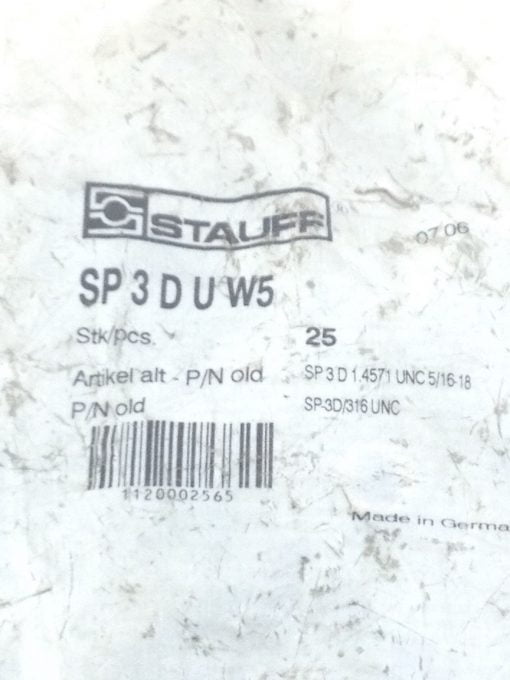 STAUFF
07.06
SP 3 D U W5
Stk/pcs. 25
Artikel alt - P/N old SP 3 D 1.4571 UNC 5/16-18
P/N old SP-3D/316 UNC
1120002565
Made in Germa